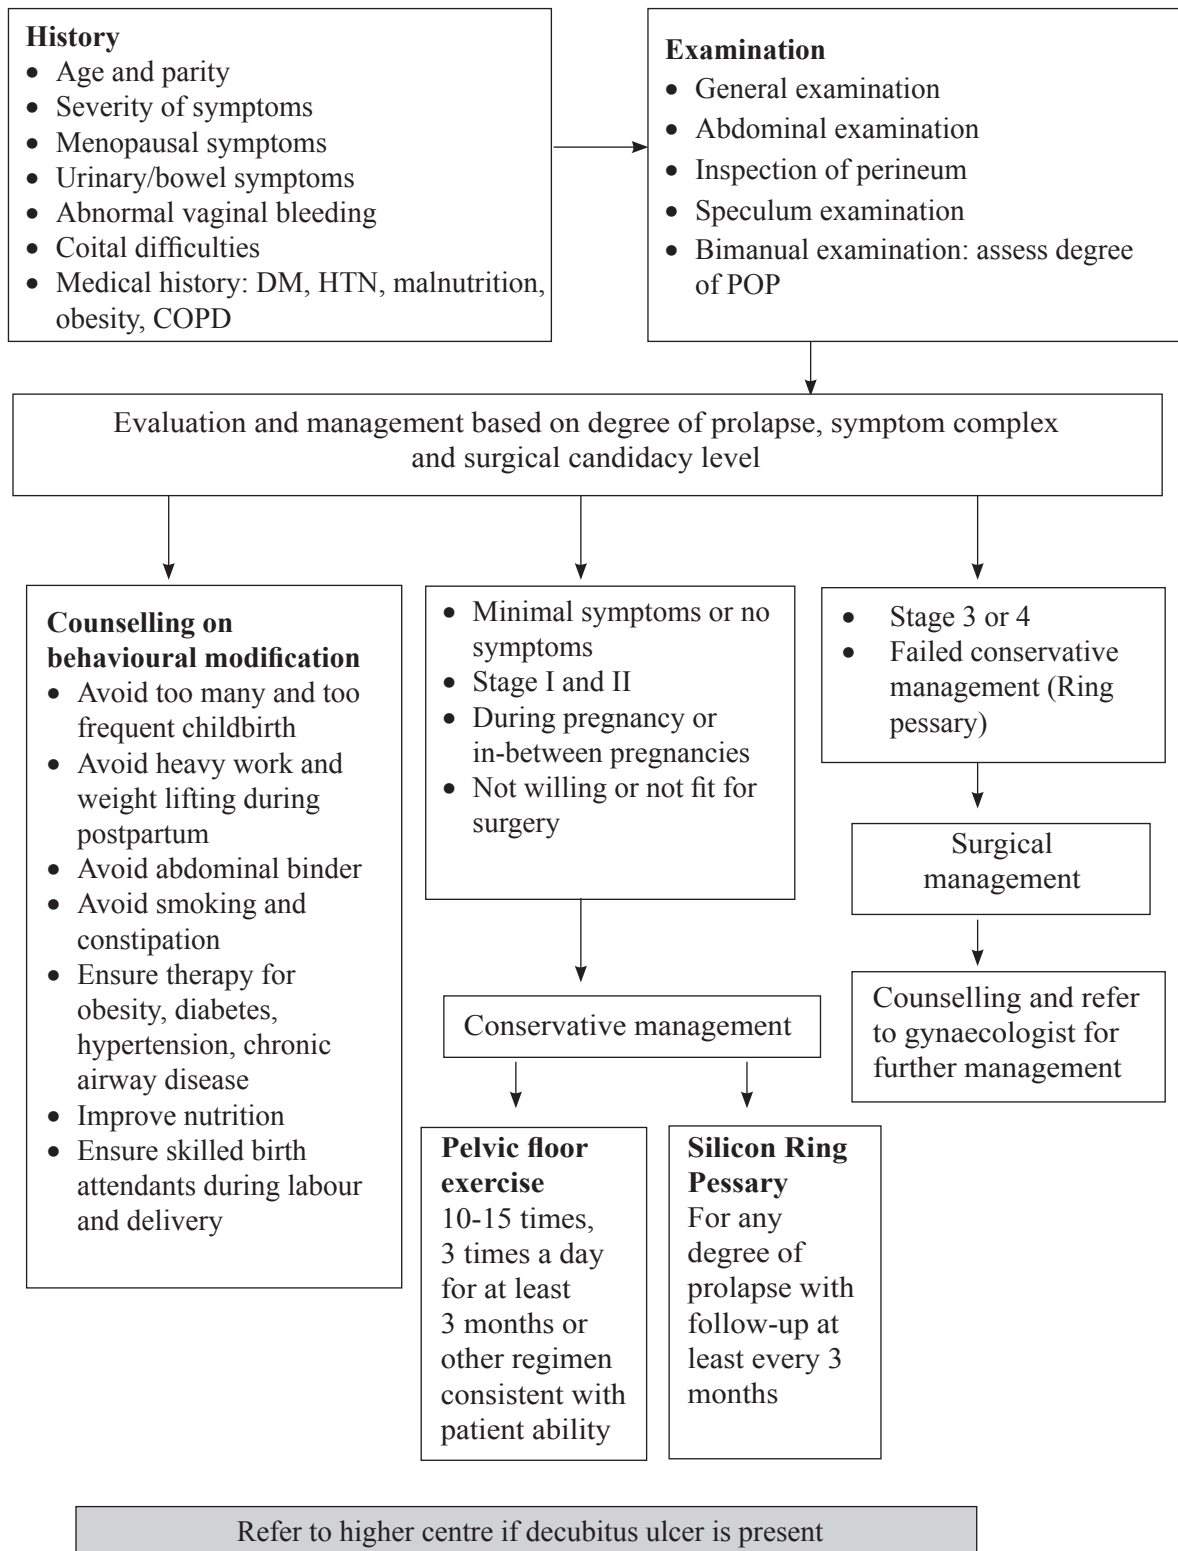 History
• Age and parity
• Severity of symptoms
• Menopausal symptoms
• Urinary/bowel symptoms
• Abnormal vaginal bleeding
• Coital difficulties
• Medical history: DM, HTN, malnutrition,
obesity, COPD
Examination
• General examination
• Abdominal examination
• Inspection of perineum
• Speculum examination
• Bimanual examination: assess degree
of POP
Evaluation and management based on degree of prolapse, symptom complex
and surgical candidacy level
Counselling on
behavioural modification
• Avoid too many and too
frequent childbirth
• Avoid heavy work and
weight lifting during
postpartum
• Avoid abdominal binder
• Avoid smoking and
constipation
• Ensure therapy for
obesity, diabetes,
hypertension, chronic
airway disease
• Improve nutrition
• Ensure skilled birth
attendants during labour
and delivery
• Minimal symptoms or no
symptoms
• Stage I and II
• During pregnancy or
in-between pregnancies
• Not willing or not fit for
surgery
Conservative management
Pelvic floor
exercise
10-15 times,
3 times a day
for at least
3 months or
other regimen
consistent with
patient ability
Silicon Ring
Pessary
For any
degree of
prolapse with
follow-up at
least every 3
months
• Stage 3 or 4
• Failed conservative
management (Ring
pessary)
Surgical
management
Counselling and refer
to gynaecologist for
further management
Refer to higher centre if decubitus ulcer is present